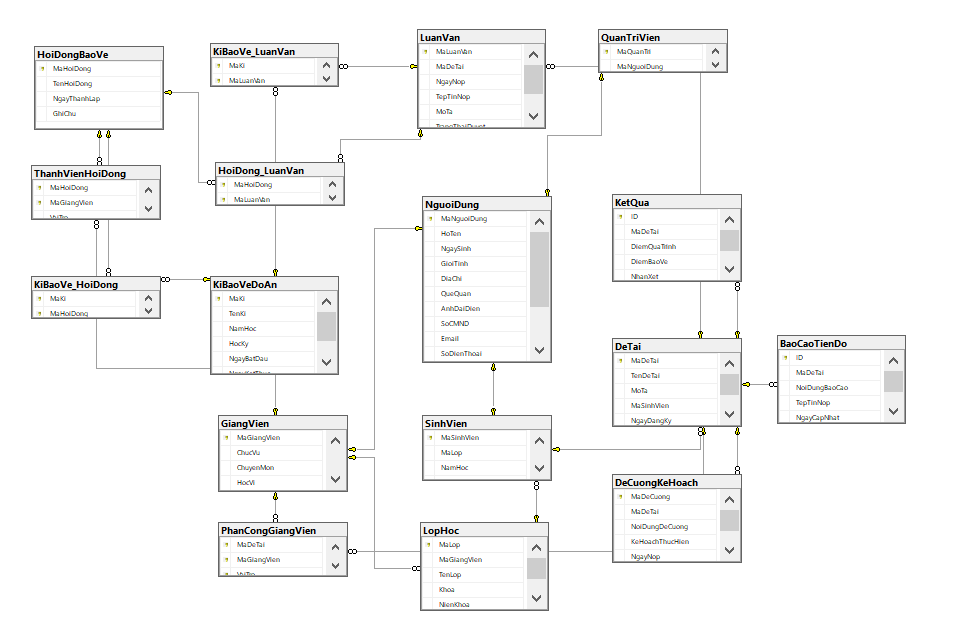 HoiDongBaoVe
MaHoiDong
TenHoiDong
NgayThanhLap
GhiChu
KiBaoVe_LuanVan
MaKi
MaLuanVan
LuanVan
MaLuanVan
MaDeTai
NgayNop
TepTinNop
MoTa
TrangThaiDuyet
QuanTriVien
MaQuanTri
MaNguoiDung
ThanhVienHoiDong
MaHoiDong
MaGiangVien
VaiTro
HoiDong_LuanVan
MaHoiDong
MaLuanVan
NguoiDung
MaNguoiDung
HoTen
NgaySinh
GioiTinh
DiaChi
QueQuan
AnhDaiDien
SoCMND
Email
SoDienThoai
KetQua
ID
MaDeTai
DiemQuaTrinh
DiemBaoVe
NhanXet
KiBaoVe_HoiDong
MaKi
MaHoiDong
KiBaoVeDoAn
MaKi
TenKi
NamHoc
HocKy
NgayBatDau
NgayKetThuc
DeTai
MaDeTai
TenDeTai
MoTa
MaSinhVien
NgayDangKy
BaoCaoTienDo
ID
MaDeTai
NoiDungBaoCao
TepTinNop
NgayCapNhat
GiangVien
MaGiangVien
ChucVu
ChuyenMon
HocVi
SinhVien
MaSinhVien
MaLop
NamHoc
DeCuongKeHoach
MaDeCuong
MaDeTai
NoiDungDeCuong
KeHoachThucHien
NgayNop
PhanCongGiangVien
MaDeTai
MaGiangVien
VaiTro
LopHoc
MaLop
MaGiangVien
TenLop
Khoa
NienKhoa